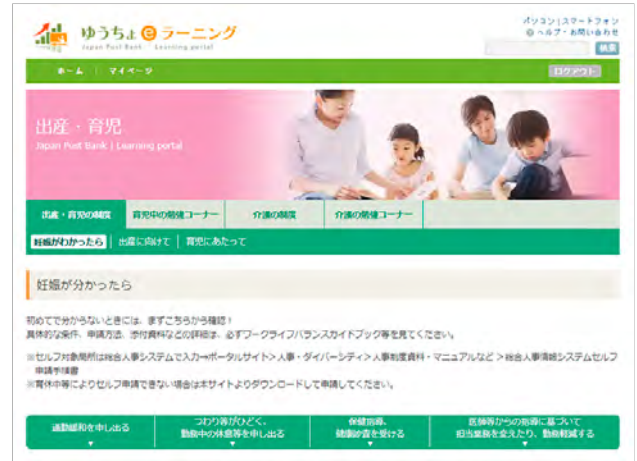 ゆうちょ e ラーニング
Japan Post Bank | Learning portal
パソコン | スマートフォン
ヘルプ・お問い合わせ
検索
ホーム | マイページ
ログアウト
出産・育児
Japan Post Bank | Learning portal
出産・育児の制度 育児中の勉強コーナー 介護の制度 介護の勉強コーナー
妊娠がわかったら | 出産に向けて | 育児にあたって
妊娠が分かったら
初めてで分からないときには、まずこちらから確認！
具体的な条件、申請方法、添付資料などの詳細は、必ずワークライフバランスガイドブック等を見てください。
※セルフ対象局所は総合人事システムで入力⇒ポータルサイト＞人事・ダイバーシティ＞人事制度資料・マニュアルなど＞総合人事情報システムセルフ
申請手順書
※育休中等によりセルフ申請できない場合は本サイトよりダウンロードして申請してください。
通勤緩和を申し出る
つわり等がひどく、
勤務中の休憩等を申し出る
保健指導、
健康診査を受ける
医師等からの指導に基づいて
担当業務を変えたり、勤務軽減する